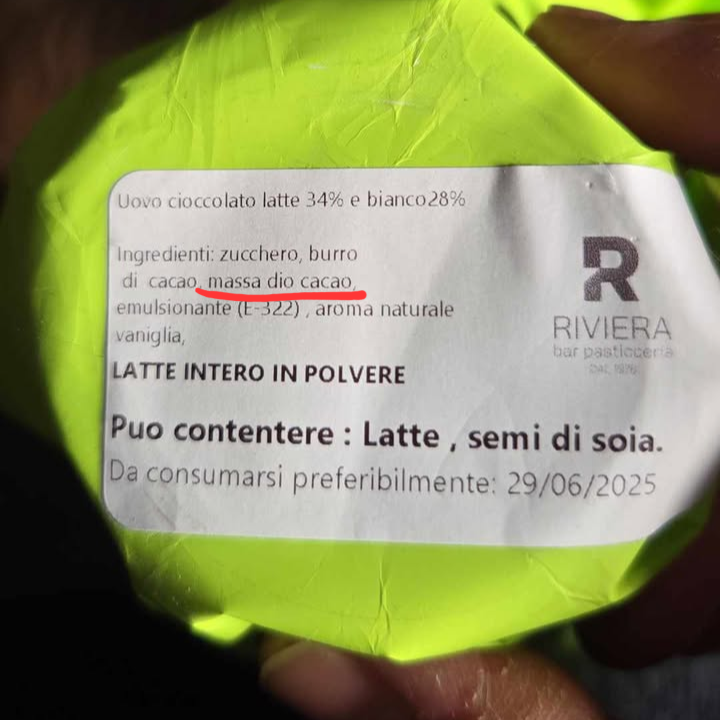 Uovo cioccolato latte 34% e bianco28%
Ingredienti: zucchero, burro
di cacao, massa dio cacao,
emulsionante (E-322) , aroma naturale
vaniglia,
LATTE INTERO IN POLVERE
Puo contentere : Latte , semi di soia.
Da consumarsi preferibilmente: 29/06/2025
R
RIVIERA
bar pasticceria